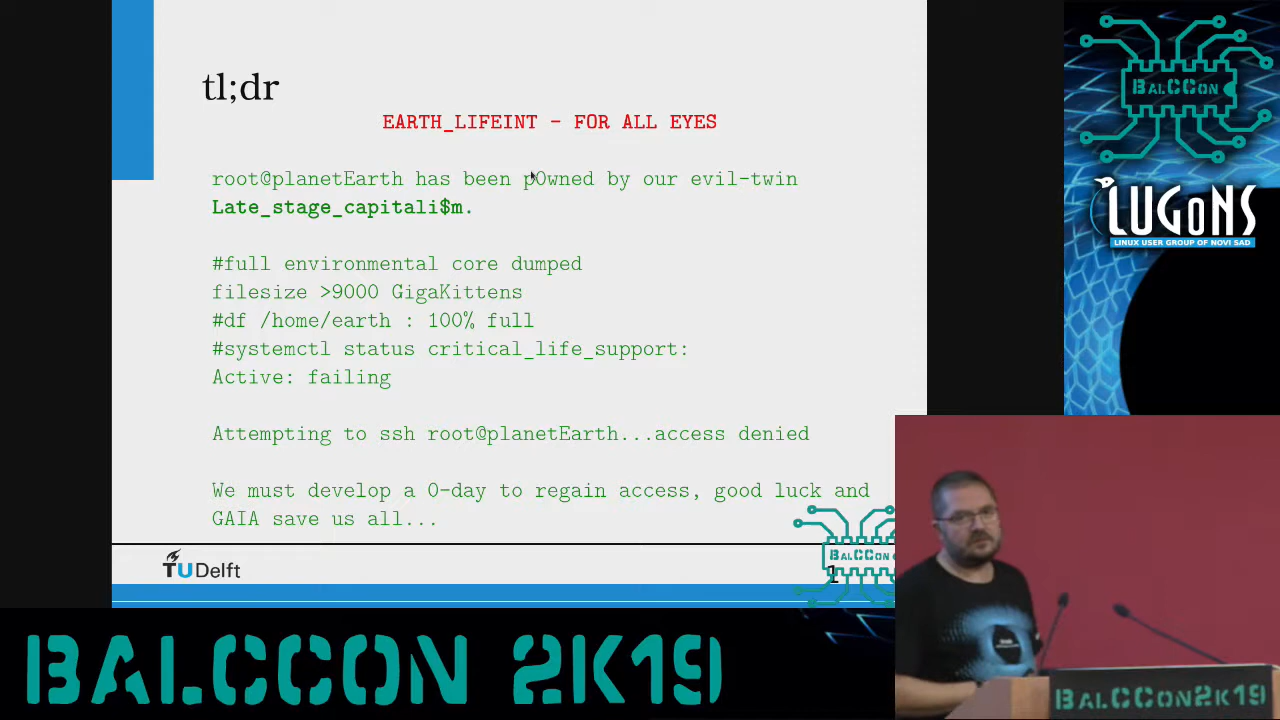 tl;dr
EARTH_LIFEINT - FOR ALL EYES
root@planetEarth has been p0wned by our evil-twin
Late_stage_capitali$m.
#full environmental core dumped
filesize >9000 GigaKittens
#df /home/earth : 100% full
#systemctl status critical_life_support:
Active: failing
Attempting to ssh root@planetEarth...access denied
We must develop a 0-day to regain access, good luck and
GAIA save us all...
TUDelft
1
BALCCON
BALCCON
LUGoNS
LINUX USER GROUP OF NOVI SAD
BALCCON 2K19
BALCCON2K19